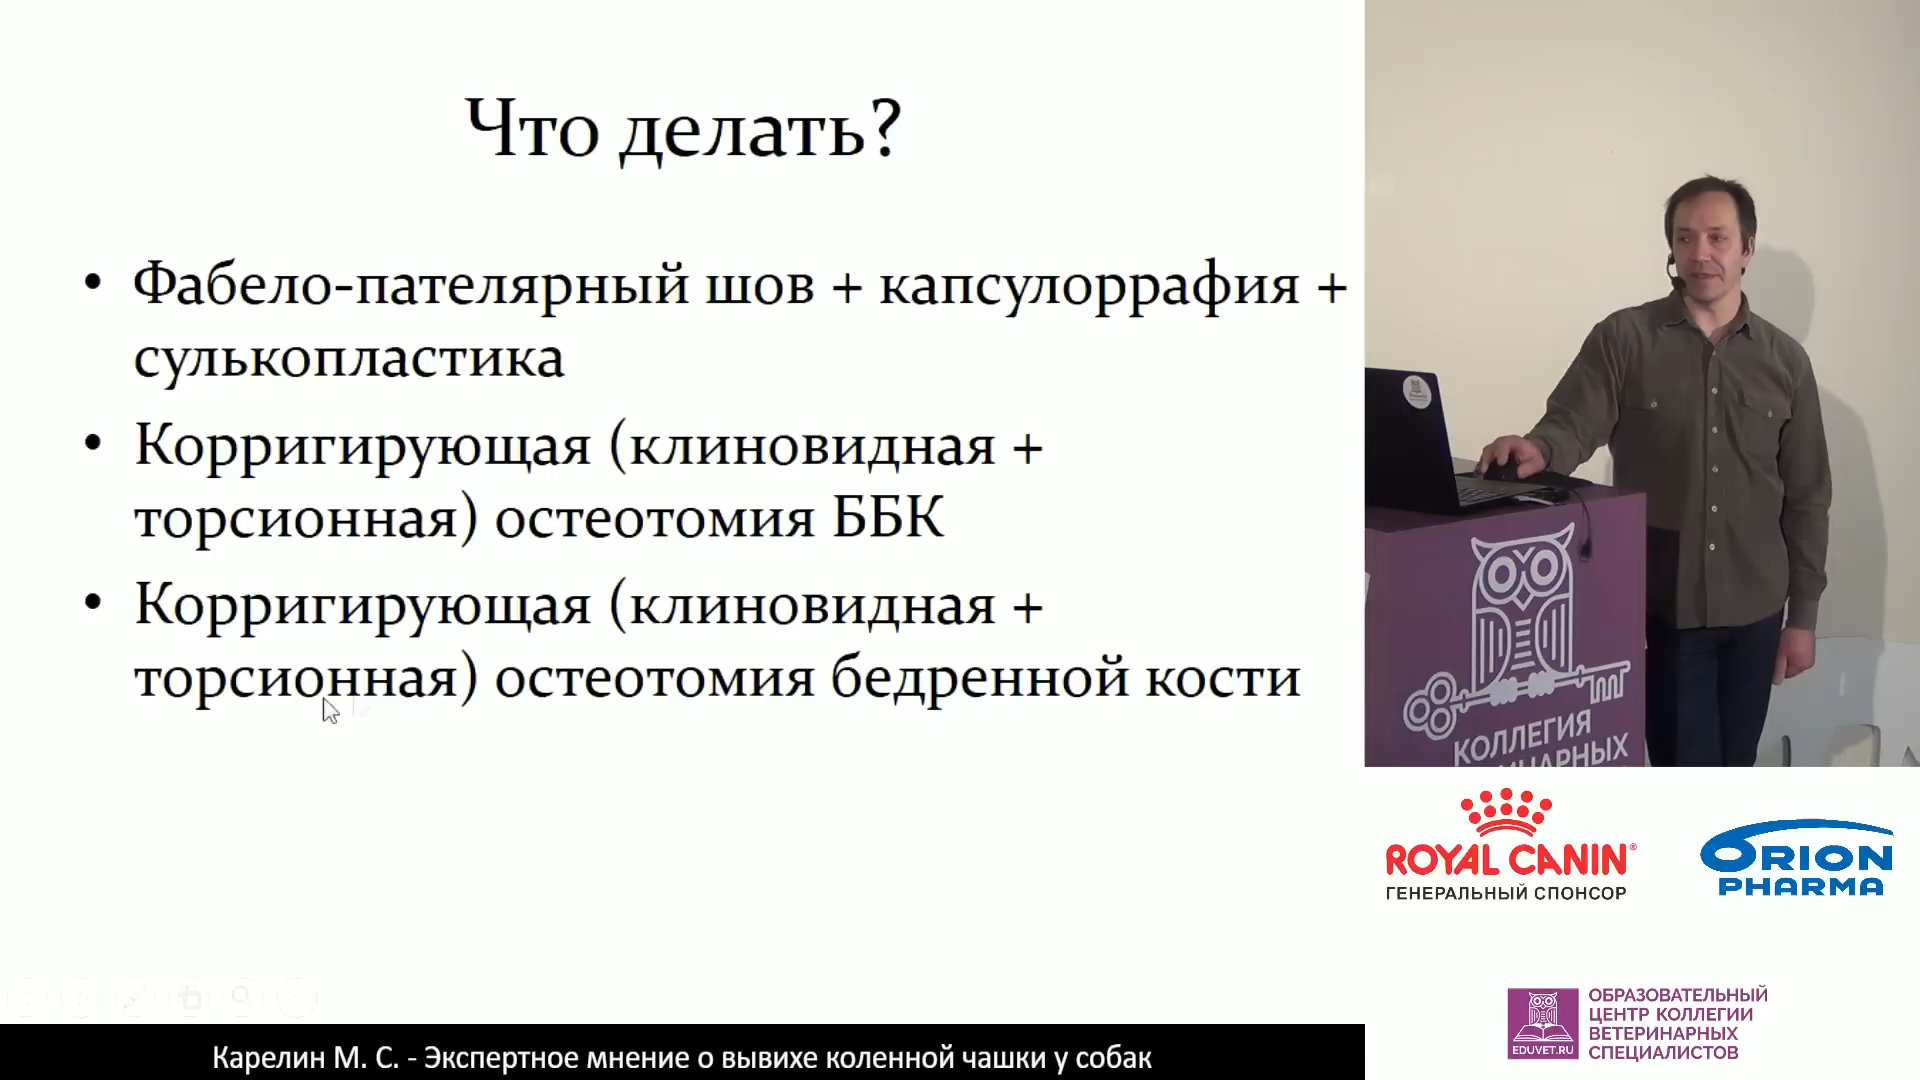 Что делать?
• Фабело-пателярный шов + капсулоррафия +
сулькопластика
• Корригирующая (клиновидная +
торсионная) остеотомия ББК
• Корригирующая (клиновидная +
торсионная) остеотомия бедренной кости
КОЛЛЕГИЯ
ROYAL CANIN®
ГЕНЕРАЛЬНЫЙ СПОНСОР
ORION
PHARMA
EDUVET.RU
ОБРАЗОВАТЕЛЬНЫЙ
ЦЕНТР КОЛЛЕГИИ
ВЕТЕРИНАРНЫХ
СПЕЦИАЛИСТОВ
Карелин М. С. - Экспертное мнение о вывихе коленной чашки у собак